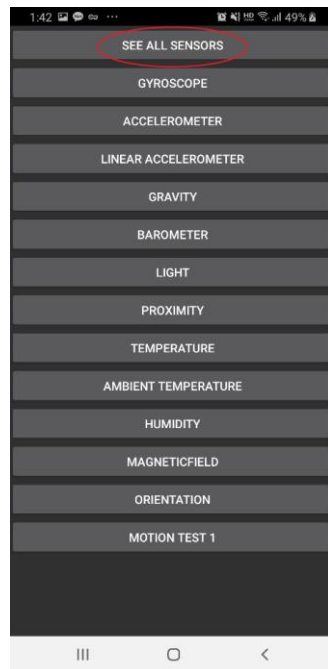 1:42 ... HD 49%
SEE ALL SENSORS
GYROSCOPE
ACCELEROMETER
LINEAR ACCELEROMETER
GRAVITY
BAROMETER
LIGHT
PROXIMITY
TEMPERATURE
AMBIENT TEMPERATURE
HUMIDITY
MAGNETICFIELD
ORIENTATION
MOTION TEST 1